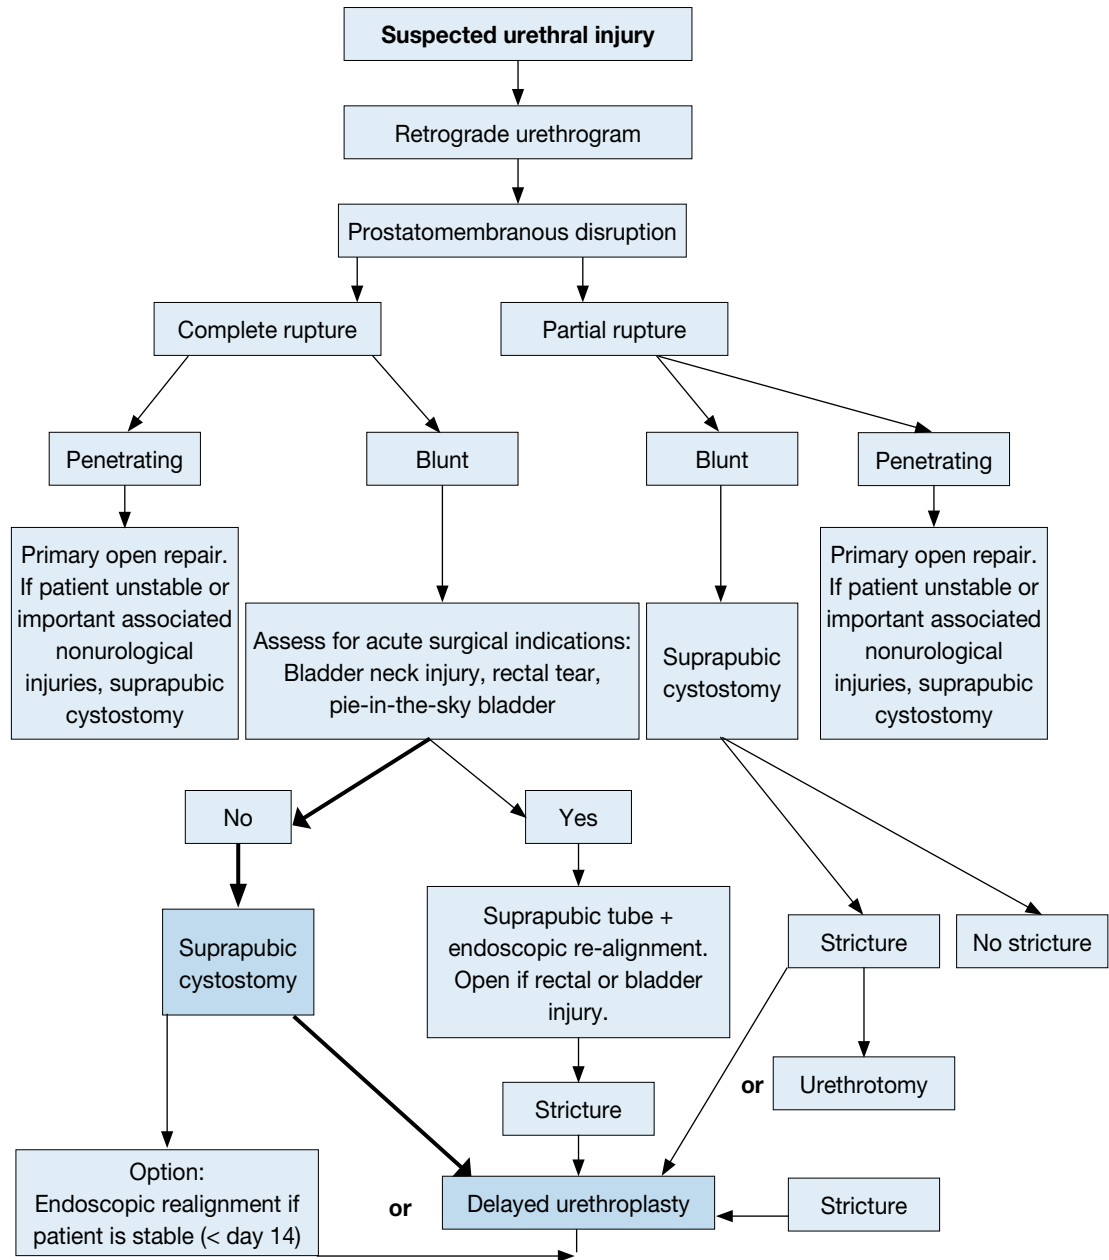 Suspected urethral injury
Retrograde urethrogram
Prostatomembranous disruption
Complete rupture
Partial rupture
Penetrating
Blunt
Blunt
Penetrating
Primary open repair.
If patient unstable or
important associated
nonurological
injuries, suprapubic
cystostomy
Assess for acute surgical indications:
Bladder neck injury, rectal tear,
pie-in-the-sky bladder
Suprapubic
cystostomy
Primary open repair.
If patient unstable or
important associated
nonurological
injuries, suprapubic
cystostomy
No
Yes
Suprapubic
cystostomy
Suprapubic tube +
endoscopic re-alignment.
Open if rectal or bladder
injury.
Stricture
No stricture
or
Urethrotomy
Stricture
Option:
Endoscopic realignment if
patient is stable (< day 14)
or
Delayed urethroplasty
Stricture